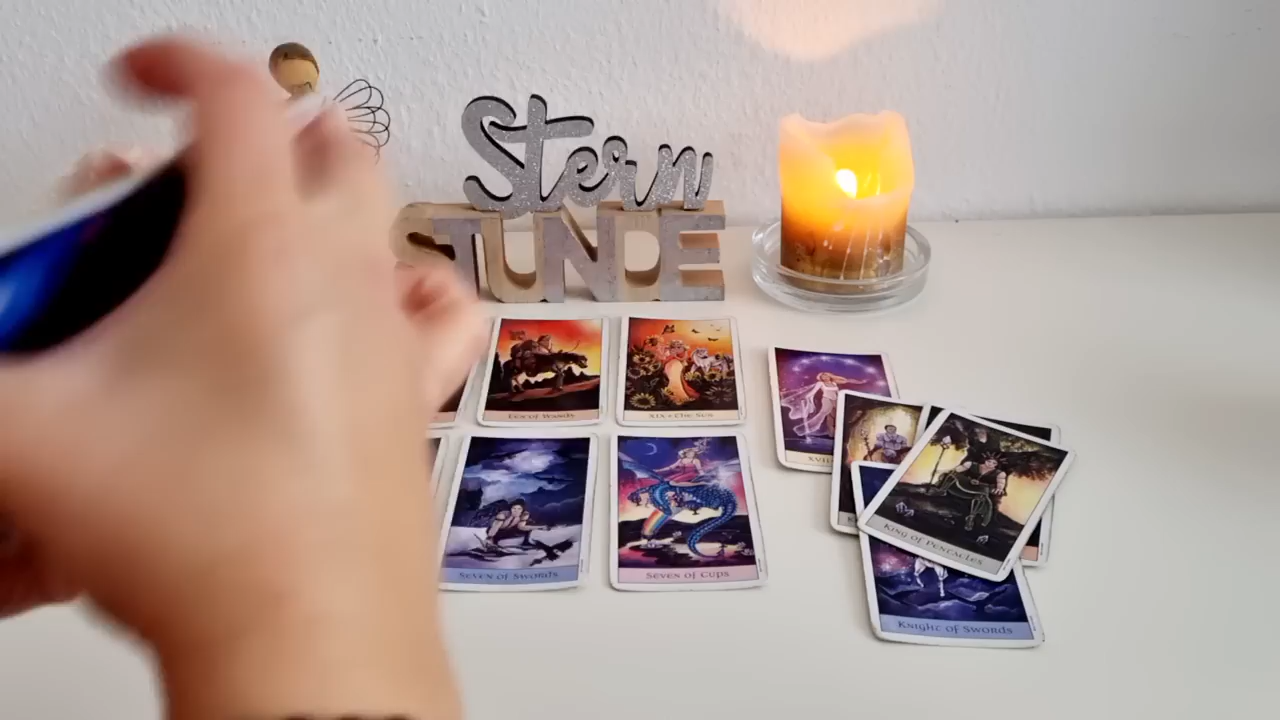 Stern
STUNDE
Ten of Wands
XIX • The Sun
XVII
Seven of Swords
Seven of Cups
King of Pentacles
Knight of Swords